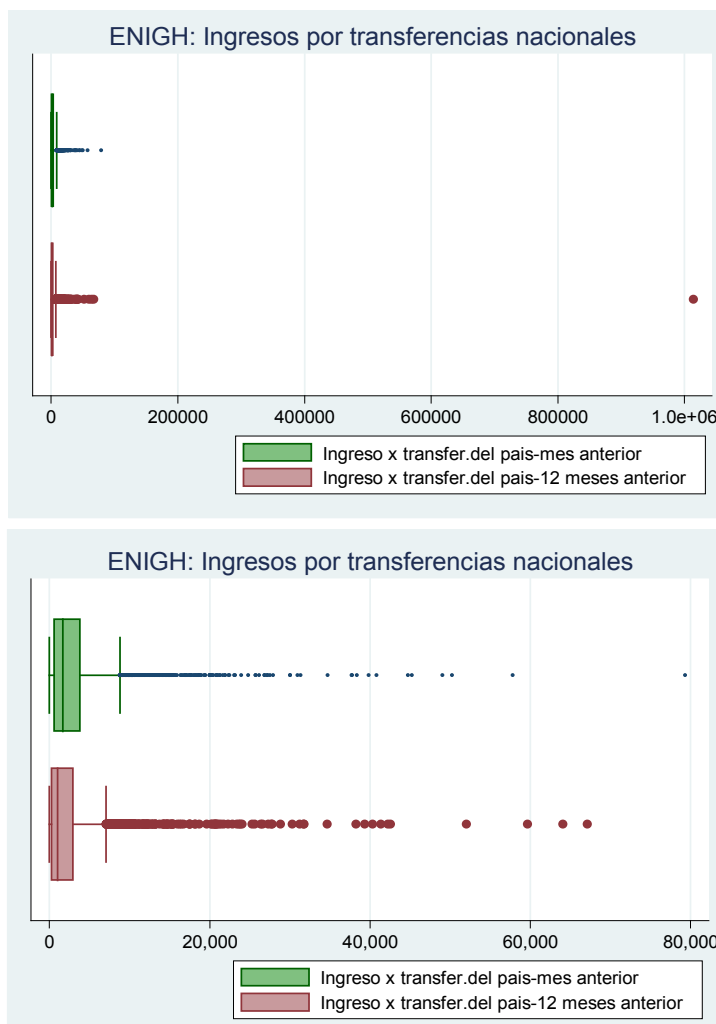 ENIGH: Ingresos por transferencias nacionales
0 200000 400000 600000 800000 1.0e+06
Ingreso x transfer.del pais-mes anterior
Ingreso x transfer.del pais-12 meses anterior
ENIGH: Ingresos por transferencias nacionales
0 20,000 40,000 60,000 80,000
Ingreso x transfer.del pais-mes anterior
Ingreso x transfer.del pais-12 meses anterior